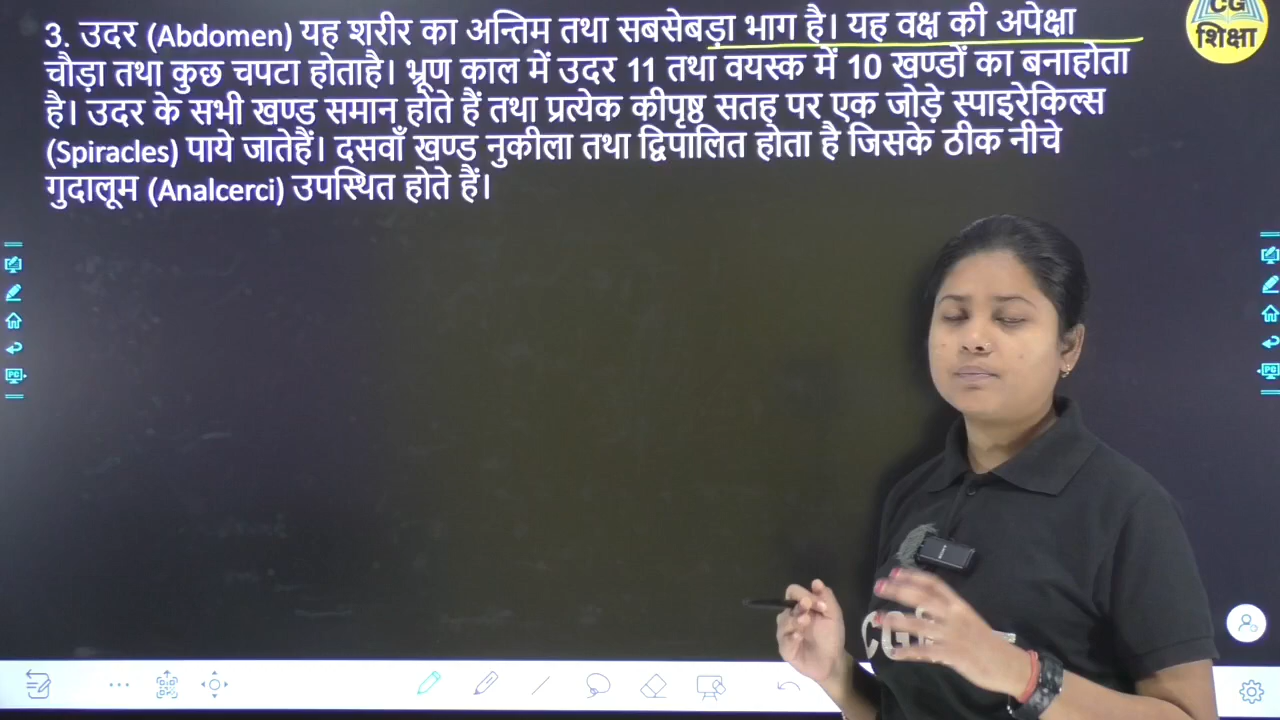 3. उदर (Abdomen) यह शरीर का अन्तिम तथा सबसेबड़ा भाग है। यह वक्ष की अपेक्षा
चौड़ा तथा कुछ चपटा होताहै। भ्रूण काल में उदर 11 तथा वयस्क में 10 खण्डों का बनाहोता
है। उदर के सभी खण्ड समान होते हैं तथा प्रत्येक कीपृष्ठ सतह पर एक जोड़े स्पाइरेकिल्स
(Spiracles) पाये जातेहैं। दसवाँ खण्ड नुकीला तथा द्विपालित होता है जिसके ठीक नीचे
गुदालूम (Analcerci) उपस्थित होते हैं।
CG
शिक्षा
CG